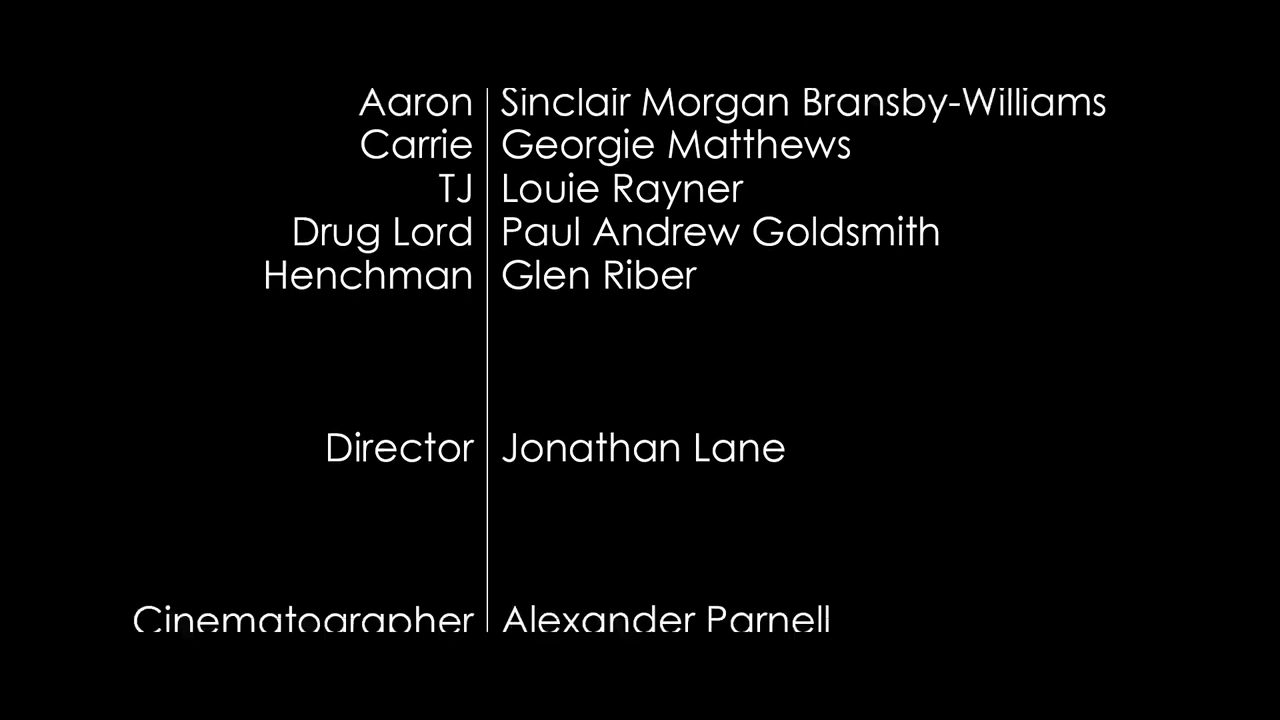 Aaron Sinclair Morgan Bransby-Williams
Carrie Georgie Matthews
TJ Louie Rayner
Drug Lord Paul Andrew Goldsmith
Henchman Glen Riber
Director Jonathan Lane
Cinematographer Alexander Parnell